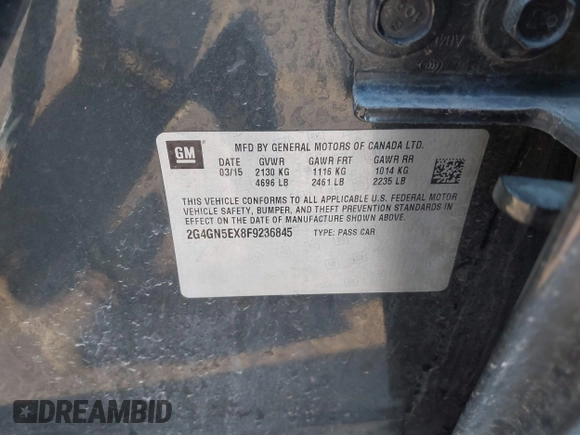 GM
MFD BY GENERAL MOTORS OF CANADA LTD.
DATE GVWR GAWR FRT GAWR RR
03/15 2130 KG 1116 KG 1014 KG
4696 LB 2461 LB 2235 LB
THIS VEHICLE CONFORMS TO ALL APPLICABLE U.S. FEDERAL MOTOR
VEHICLE SAFETY, BUMPER, AND THEFT PREVENTION STANDARDS IN
EFFECT ON THE DATE OF MANUFACTURE SHOWN ABOVE.
2G4GN5EX8F9236845 TYPE: PASS CAR
DREAMBID